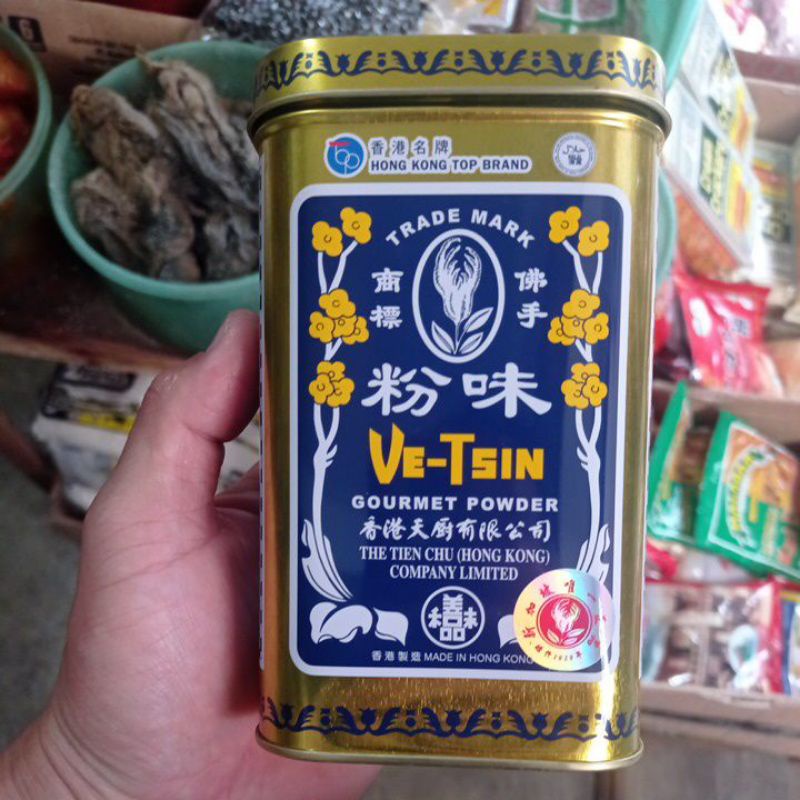 香港名牌
HONG KONG TOP BRAND
TRADE MARK
商標
佛手
粉味
VE-TSIN
GOURMET POWDER
香港天厨有限公司
THE TIEN CHU (HONG KONG)
COMPANY LIMITED
香港製造 MADE IN HONG KONG